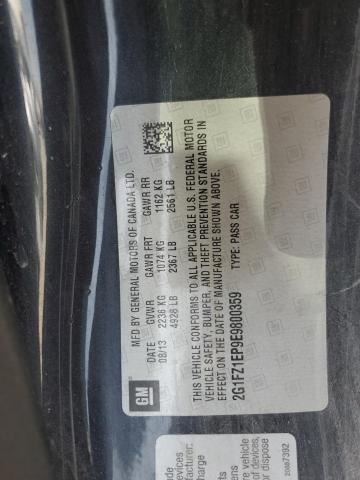 MFD BY GENERAL MOTORS OF CANADA LTD.
DATE GVWR GAWR FRT GAWR RR
08/13 2236 KG 1074 KG 1162 KG
4928 LB 2367 LB 2561 LB
THIS VEHICLE CONFORMS TO ALL APPLICABLE U.S. FEDERAL MOTOR
VEHICLE SAFETY, BUMPER, AND THEFT PREVENTION STANDARDS IN
EFFECT ON THE DATE OF MANUFACTURE SHOWN ABOVE.
2G1FZ1EP9E9800359 TYPE: PASS CAR
GM